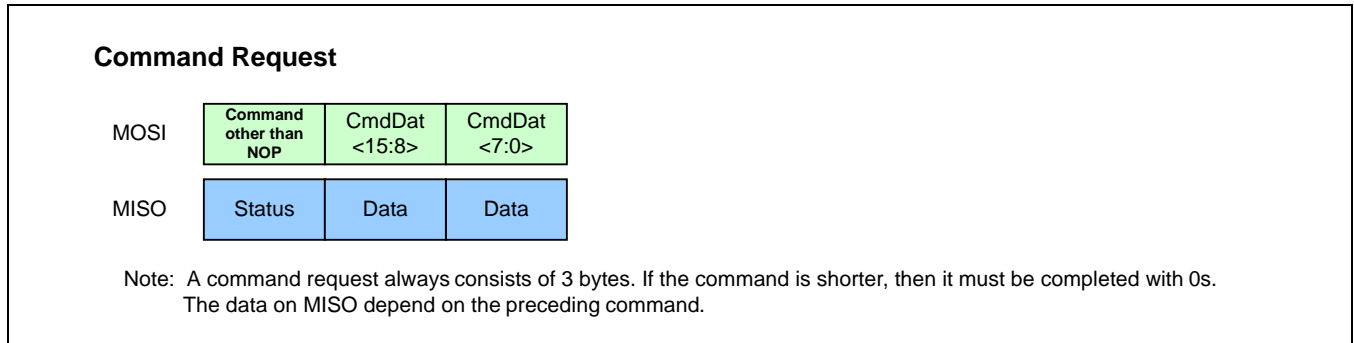 Command Request
MOSI
Command
other than
NOP
CmdDat
<15:8>
CmdDat
<7:0>
MISO
Status
Data
Data
Note: A command request always consists of 3 bytes. If the command is shorter, then it must be completed with 0s.
The data on MISO depend on the preceding command.